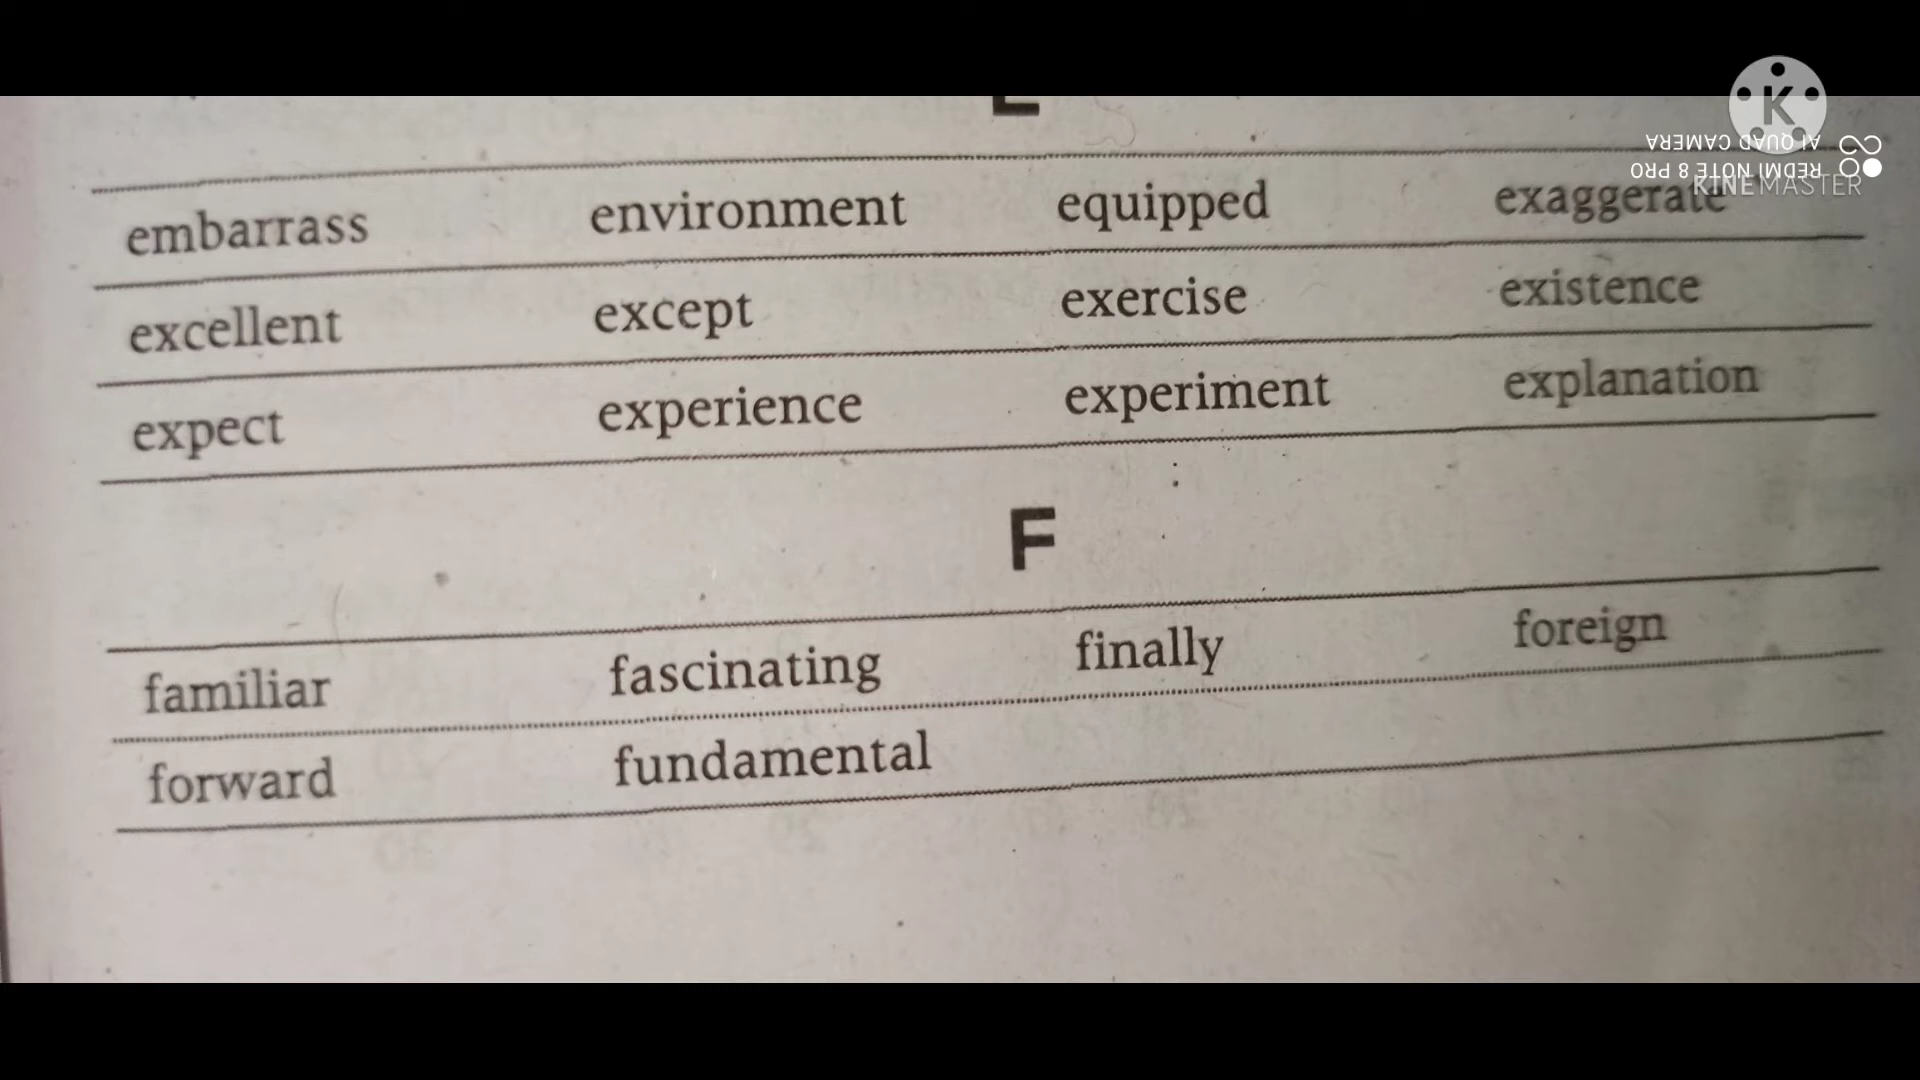 E
embarrass environment equipped exaggerate
excellent except exercise existence
expect experience experiment explanation
F
familiar fascinating finally foreign
forward fundamental
K
AI QUAD CAMERA
REDMI NOTE 8 PRO
KINEMASTER